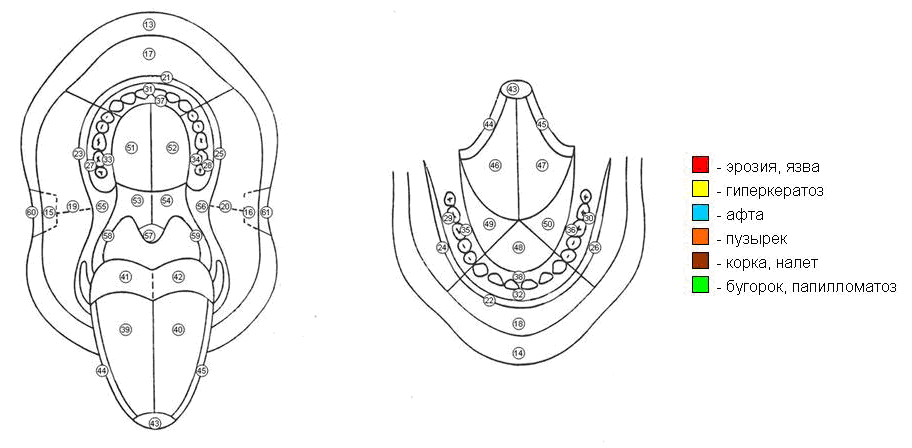 13
17
21
31
37
51 52
23 33 34 25
27 28
53 54
60 15 19 55 56 20 16 61
58 57 59
41 42
39 40
44 45
43
43
44 45
46 47
29 49 50 30
35 36
24 48 26
38
32
22
18
14
- эрозия, язва
- гиперкератоз
- афта
- пузырек
- корка, налет
- бугорок, папилломатоз